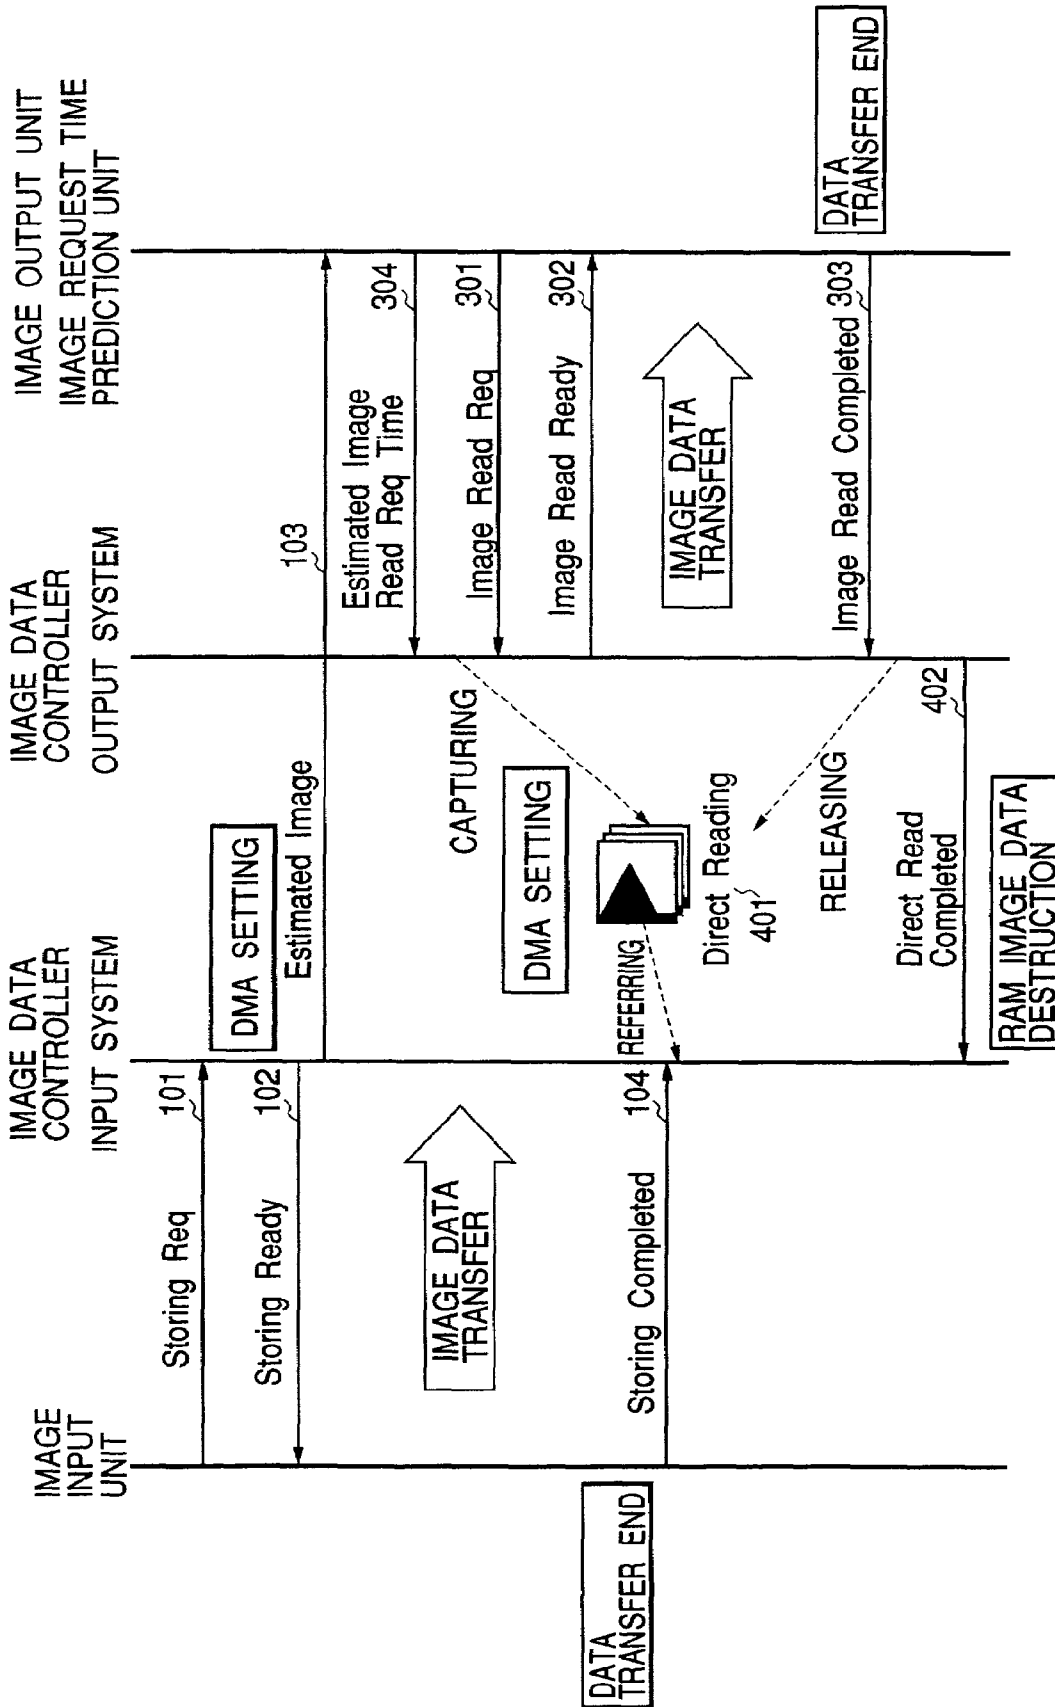 IMAGE
INPUT
UNIT
IMAGE DATA
CONTROLLER
INPUT SYSTEM
IMAGE DATA
CONTROLLER
OUTPUT SYSTEM
IMAGE OUTPUT UNIT
IMAGE REQUEST TIME
PREDICTION UNIT
Storing Req
101
Storing Ready
102
DMA SETTING
Estimated Image
103
Estimated Image
Read Req Time
304
IMAGE DATA
TRANSFER
CAPTURING
Image Read Req
301
DMA SETTING
Image Read Ready
302
DATA
TRANSFER END
Storing Completed
104
REFERRING
Direct Reading
401
IMAGE DATA
TRANSFER
RELEASING
Image Read Completed
303
DATA
TRANSFER END
Direct Read
Completed
402
RAM IMAGE DATA
DESTRUCTION